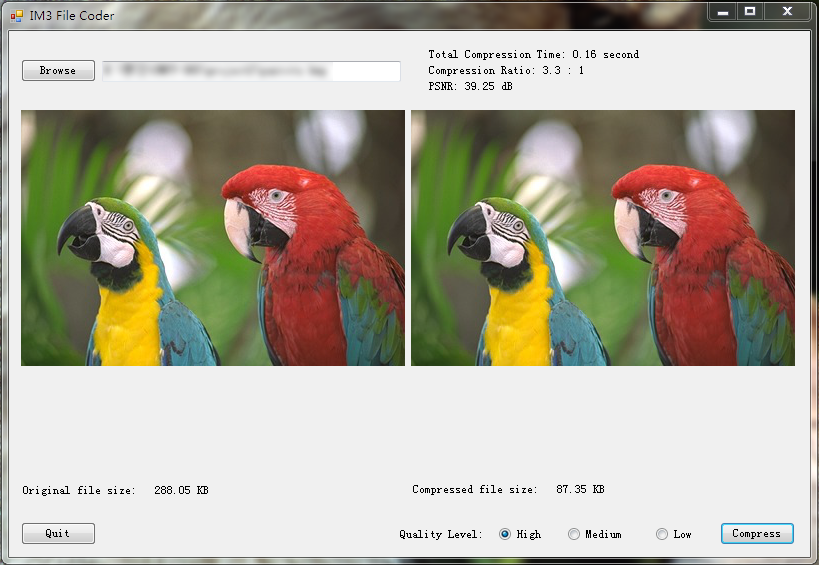 IM3 File Coder
Browse
Total Compression Time: 0.16 second
Compression Ratio: 3.3 : 1
PSNR: 39.25 dB
Original file size: 288.05 KB
Compressed file size: 87.35 KB
Quit
Quality Level: High Medium Low
Compress